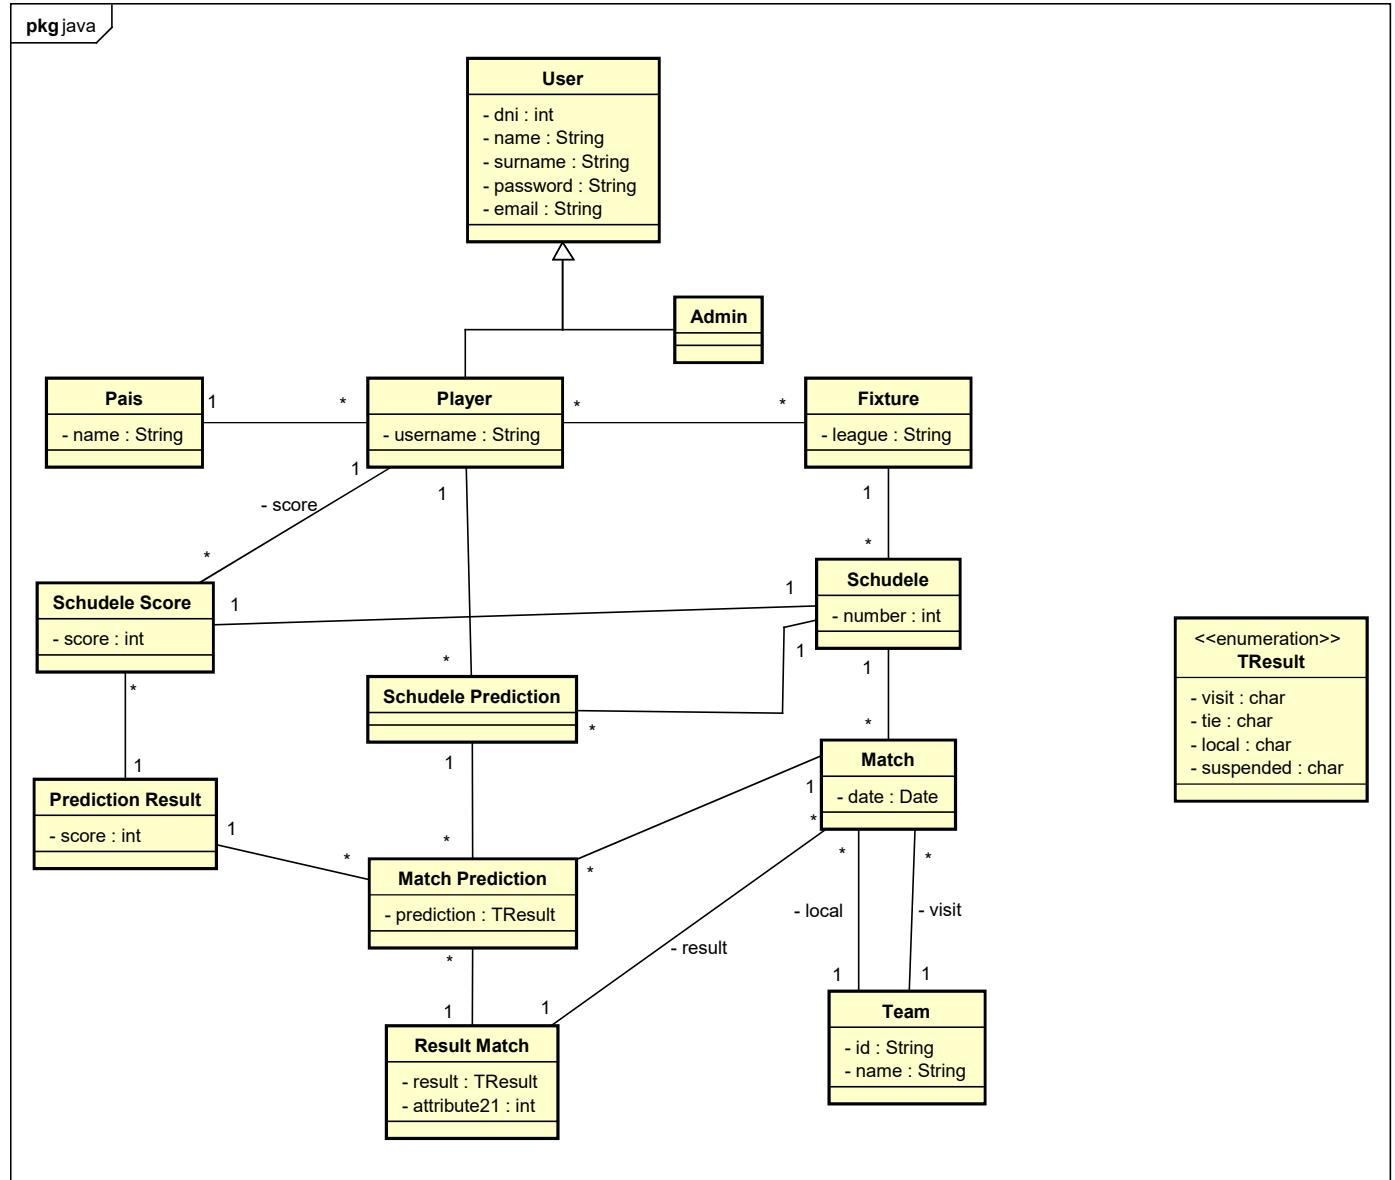 pkg java
User
- dni : int
- name : String
- surname : String
- password : String
- email : String
Admin
Pais
- name : String
1
*
Player
- username : String
*
*
Fixture
- league : String
1
- score
*
1
1
*
Schudele Score
- score : int
1
1
Schudele
- number : int
1
1
*
Schudele Prediction
*
1
*
<<enumeration>>
TResult
- visit : char
- tie : char
- local : char
- suspended : char
*
1
Prediction Result
- score : int
1
*
*
Match Prediction
- prediction : TResult
*
Match
- date : Date
1
*
*
*
- local
- visit
- result
1
1
*
1
1
Result Match
- result : TResult
- attribute21 : int
Team
- id : String
- name : String